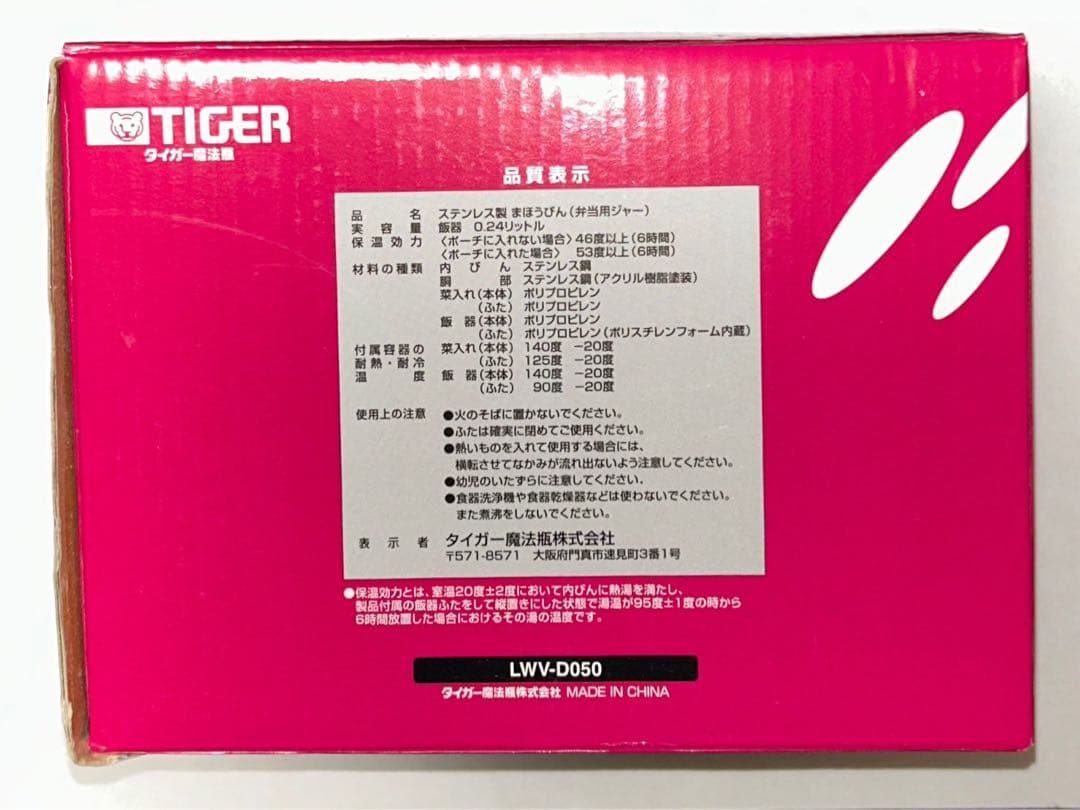 TIGER
タイガー魔法瓶
品質表示
品名 ステンレス製 まほうびん(弁当用ジャー)
実容量 飯器 0.24リットル
保温効力 〈ポーチに入れない場合〉46度以上(6時間)
〈ポーチに入れた場合〉 53度以上(6時間)
材料の種類 内びん ステンレス鋼
胴部 ステンレス鋼(アクリル樹脂塗装)
菜入れ(本体) ポリプロピレン
(ふた) ポリプロピレン
飯器(本体) ポリプロピレン
(ふた) ポリプロピレン(ポリスチレンフォーム内蔵)
付属容器の 菜入れ(本体) 140度 −20度
耐熱・耐冷 (ふた) 125度 −20度
温度 飯器(本体) 140度 −20度
(ふた) 90度 −20度
使用上の注意 ●火のそばに置かないでください。
●ふたは確実に閉めてご使用ください。
●熱いものを入れて使用する場合には、
横転させてなかみが流れ出ないよう注意してください。
●幼児のいたずらに注意してください。
●食器洗浄機や食器乾燥器などは使わないでください。
また煮沸をしないでください。
表示者 タイガー魔法瓶株式会社
〒571-8571 大阪府門真市速見町3番1号
●保温効力とは、室温20度±2度において内びんに熱湯を満たし、
製品付属の飯器ふたをして縦置きにした状態で湯温が95度±1度の時から
6時間放置した場合におけるその湯の温度です。
LWV-D050
タイガー魔法瓶株式会社 MADE IN CHINA